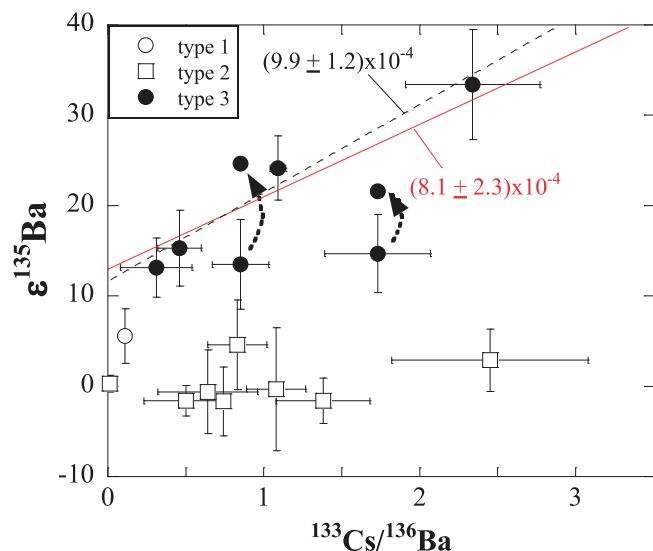 40
type 1
type 2
type 3
(9.9 ± 1.2)x10⁻⁴
30
(8.1 ± 2.3)x10⁻⁴
20
ε¹³⁵Ba
10
0
-10
0
1
2
3
¹³³Cs/¹³⁶Ba